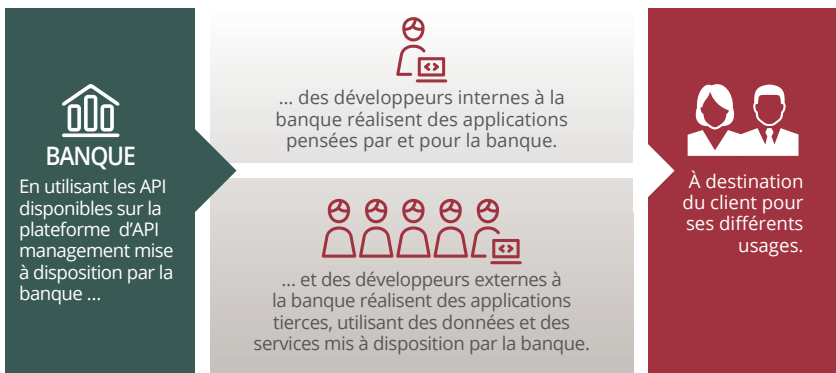 BANQUE
En utilisant les API
disponibles sur la
plateforme d’API
management mise
à disposition par la
banque ...
... des développeurs internes à la
banque réalisent des applications
pensées par et pour la banque.
... et des développeurs externes à
la banque réalisent des applications
tierces, utilisant des données et des
services mis à disposition par la banque.
À destination
du client pour
ses différents
usages.